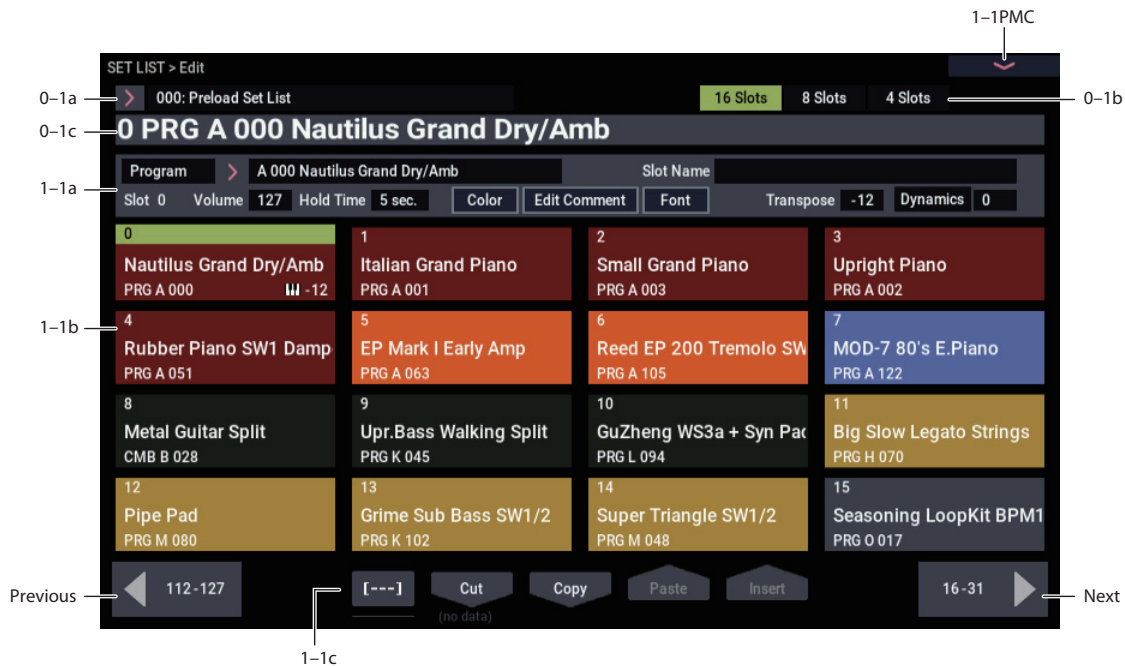 1–1PMC
SET LIST > Edit
0–1a
000: Preload Set List
16 Slots
8 Slots
4 Slots
0–1b
0–1c
0 PRG A 000 Nautilus Grand Dry/Amb
1–1a
Program
A 000 Nautilus Grand Dry/Amb
Slot Name
Slot 0
Volume 127
Hold Time 5 sec.
Color
Edit Comment
Font
Transpose -12
Dynamics 0
0
Nautilus Grand Dry/Amb
PRG A 000 -12
1
Italian Grand Piano
PRG A 001
2
Small Grand Piano
PRG A 003
3
Upright Piano
PRG A 002
1–1b
4
Rubber Piano SW1 Damp
PRG A 051
5
EP Mark I Early Amp
PRG A 063
6
Reed EP 200 Tremolo SW
PRG A 105
7
MOD-7 80's E.Piano
PRG A 122
8
Metal Guitar Split
CMB B 028
9
Upr.Bass Walking Split
PRG K 045
10
GuZheng WS3a + Syn Pad
PRG L 094
11
Big Slow Legato Strings
PRG H 070
12
Pipe Pad
PRG M 080
13
Grime Sub Bass SW1/2
PRG K 102
14
Super Triangle SW1/2
PRG M 048
15
Seasoning LoopKit BPM1
PRG O 017
Previous
112-127
[---]
Cut
(no data)
Copy
Paste
Insert
16-31
Next
1–1c